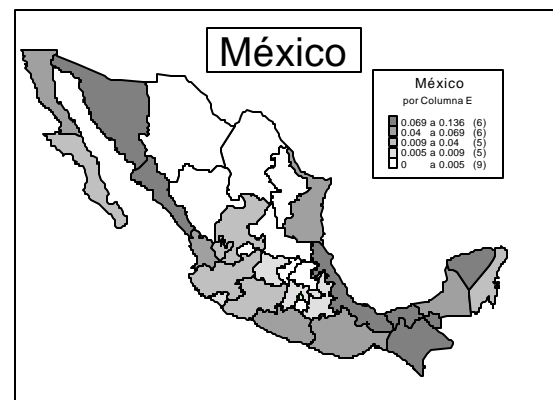 México
México
por Columna E
0.069 a 0.136 (6)
0.04 a 0.069 (6)
0.009 a 0.04 (5)
0.005 a 0.009 (5)
0 a 0.005 (9)